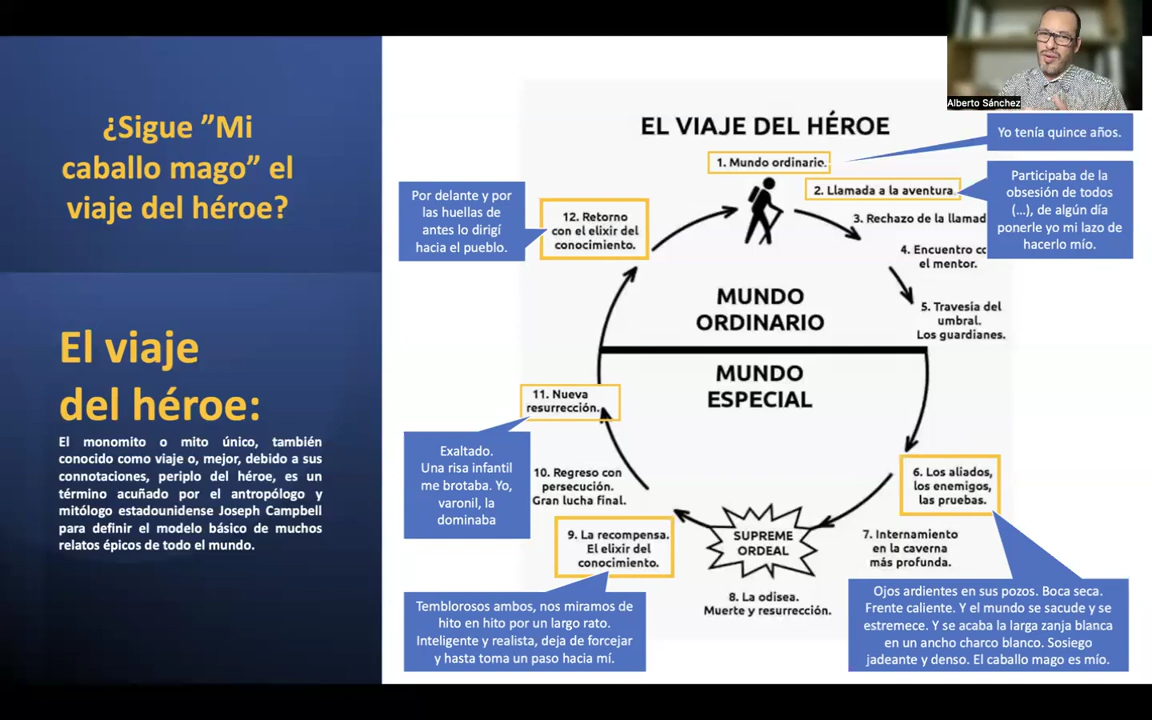 Alberto Sánchez
¿Sigue ”Mi
caballo mago” el
viaje del héroe?
El viaje
del héroe:
El monomito o mito único, también
conocido como viaje o, mejor, debido a sus
connotaciones, periplo del héroe, es un
término acuñado por el antropólogo y
mitólogo estadounidense Joseph Campbell
para definir el modelo básico de muchos
relatos épicos de todo el mundo.
EL VIAJE DEL HÉROE
1. Mundo ordinario.
Yo tenía quince años.
2. Llamada a la aventura
Participaba de la
obsesión de todos
(...), de algún día
ponerle yo mi lazo de
hacerlo mío.
3. Rechazo de la llamad
4. Encuentro co
el mentor.
5. Travesía del
umbral.
Los guardianes.
MUNDO
ORDINARIO
MUNDO
ESPECIAL
6. Los aliados,
los enemigos,
las pruebas.
Ojos ardientes en sus pozos. Boca seca.
Frente caliente. Y el mundo se sacude y se
estremece. Y se acaba la larga zanja blanca
en un ancho charco blanco. Sosiego
jadeante y denso. El caballo mago es mío.
7. Internamiento
en la caverna
más profunda.
SUPREME
ORDEAL
8. La odisea.
Muerte y resurrección.
9. La recompensa.
El elixir del
conocimiento.
Temblorosos ambos, nos miramos de
hito en hito por un largo rato.
Inteligente y realista, deja de forcejar
y hasta toma un paso hacia mí.
10. Regreso con
persecución.
Gran lucha final.
11. Nueva
resurrección.
Exaltado.
Una risa infantil
me brotaba. Yo,
varonil, la
dominaba
12. Retorno
con el elixir del
conocimiento.
Por delante y por
las huellas de
antes lo dirigí
hacia el pueblo.